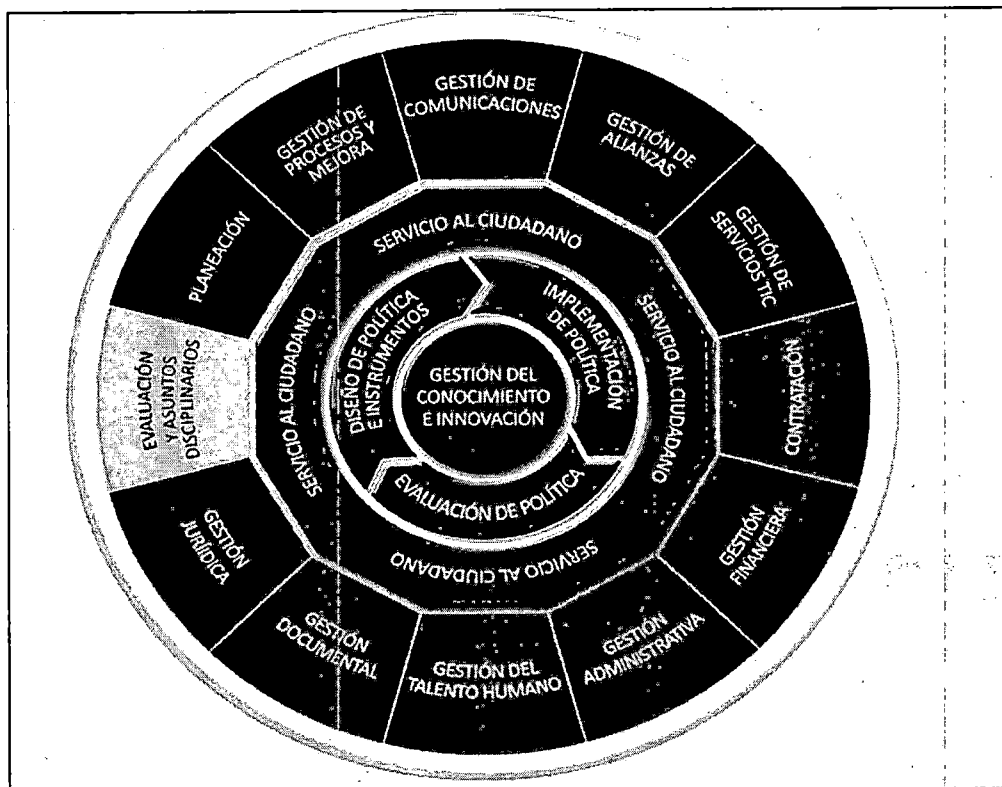 GESTIÓN DE
COMUNICACIONES
GESTIÓN DE
ALIANZAS
GESTIÓN DE
SERVICIOS TIC
CONTRATACIÓN
GESTIÓN
FINANCIERA
GESTIÓN
ADMINISTRATIVA
GESTIÓN DEL
TALENTO HUMANO
GESTIÓN
DOCUMENTAL
GESTIÓN
JURÍDICA
EVALUACIÓN
Y ASUNTOS
DISCIPLINARIOS
PLANEACIÓN
GESTIÓN DE
PROCESOS Y
MEJORA
SERVICIO AL CIUDADANO
SERVICIO AL CIUDADANO
SERVICIO AL CIUDADANO
SERVICIO AL CIUDADANO
DISEÑO DE POLÍTICA
E INSTRUMENTOS
IMPLEMENTACIÓN
DE POLÍTICA
EVALUACIÓN DE POLÍTICA
GESTIÓN DEL
CONOCIMIENTO
E INNOVACIÓN